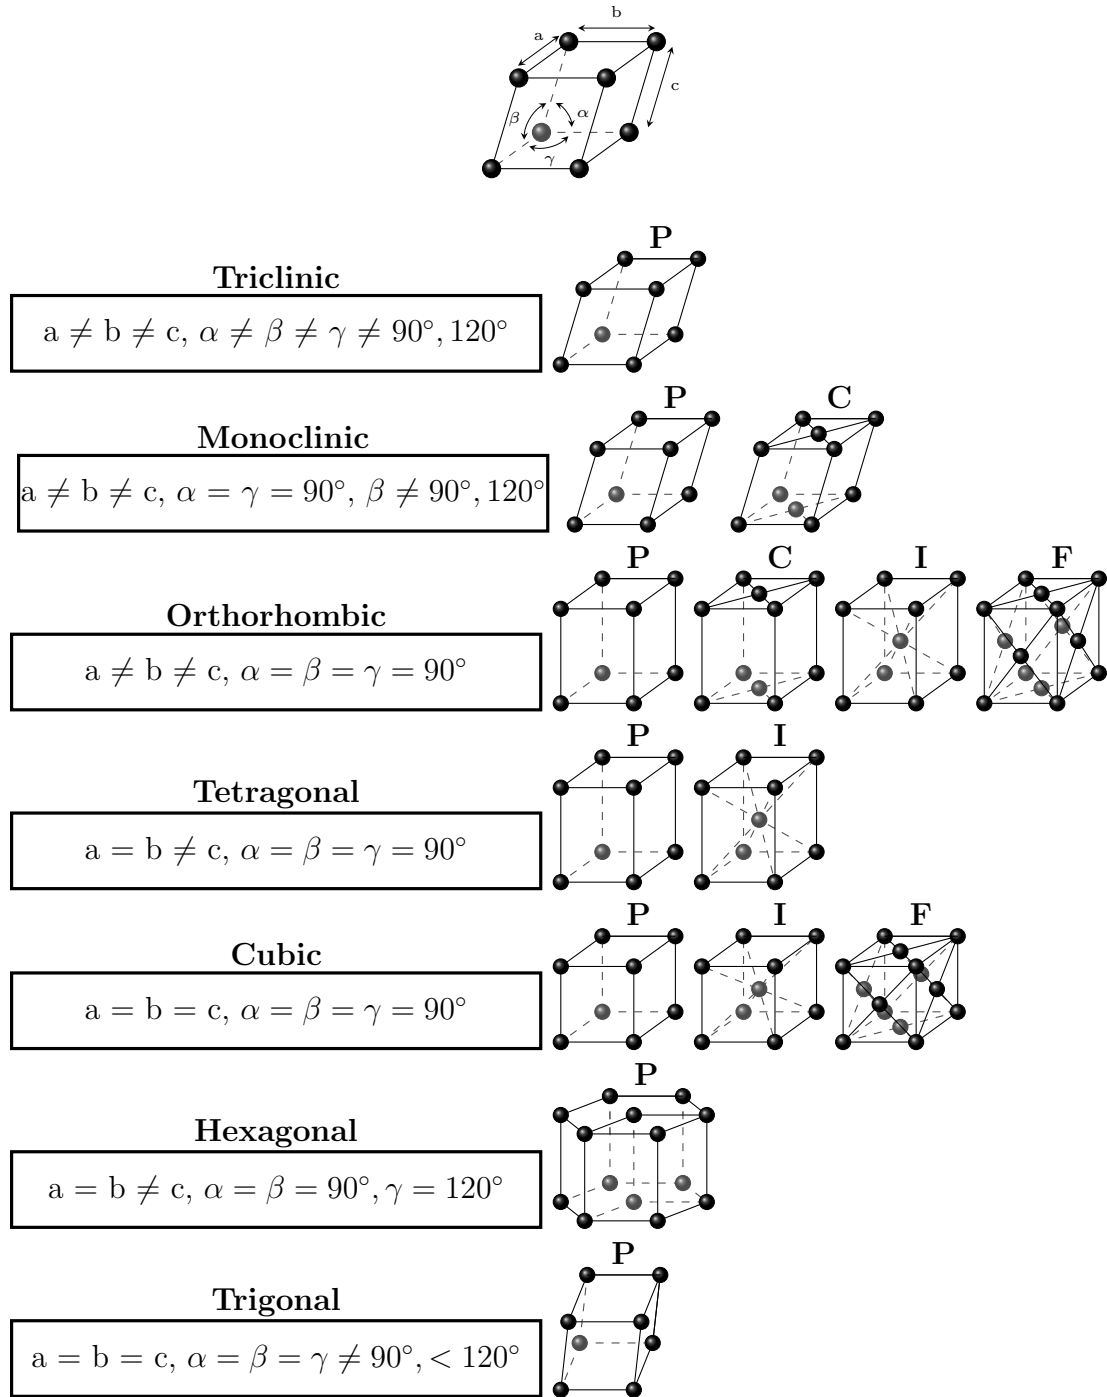 b
a
c
β α
γ
P
Triclinic
a ≠ b ≠ c, α ≠ β ≠ γ ≠ 90°, 120°
P C
Monoclinic
a ≠ b ≠ c, α = γ = 90°, β ≠ 90°, 120°
P C I F
Orthorhombic
a ≠ b ≠ c, α = β = γ = 90°
P I
Tetragonal
a = b ≠ c, α = β = γ = 90°
P I F
Cubic
a = b = c, α = β = γ = 90°
P
Hexagonal
a = b ≠ c, α = β = 90°, γ = 120°
P
Trigonal
a = b = c, α = β = γ ≠ 90°, < 120°